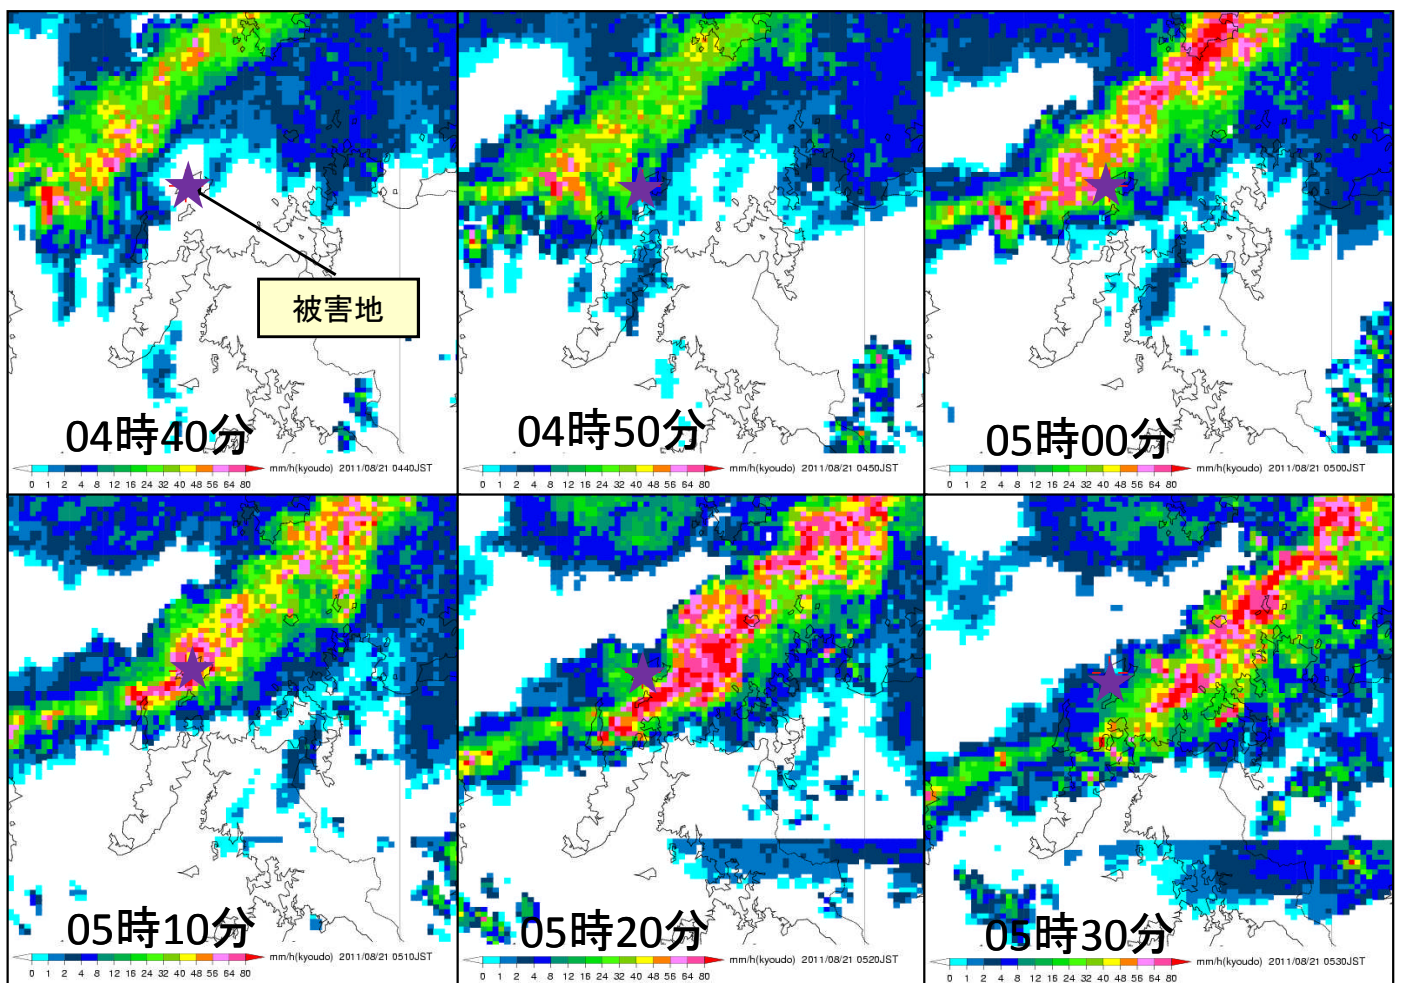 被害地
04時40分
0 1 2 4 8 12 16 24 32 40 48 56 64 80 mm/h(kyoudo) 2011/08/21 0440JST
04時50分
0 1 2 4 8 12 16 24 32 40 48 56 64 80 mm/h(kyoudo) 2011/08/21 0450JST
05時00分
0 1 2 4 8 12 16 24 32 40 48 56 64 80 mm/h(kyoudo) 2011/08/21 0500JST
05時10分
0 1 2 4 8 12 16 24 32 40 48 56 64 80 mm/h(kyoudo) 2011/08/21 0510JST
05時20分
0 1 2 4 8 12 16 24 32 40 48 56 64 80 mm/h(kyoudo) 2011/08/21 0520JST
05時30分
0 1 2 4 8 12 16 24 32 40 48 56 64 80 mm/h(kyoudo) 2011/08/21 0530JST